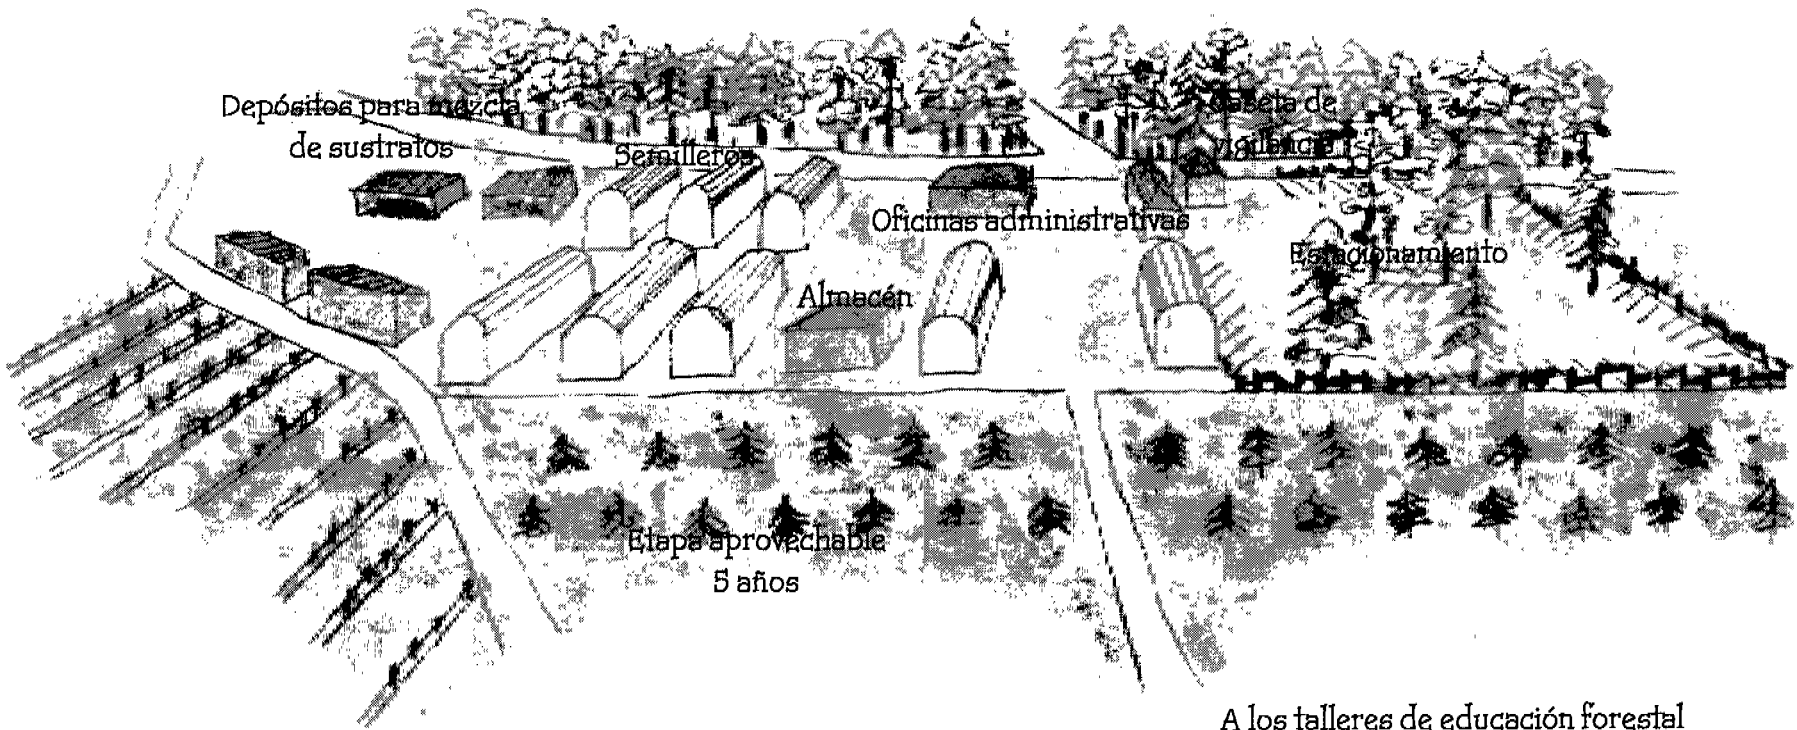 Depósitos para mezcla
de sustratos
Semilleros
Caseta de
vigilancia
Oficinas administrativas
Estacionamiento
Almacén
Etapa aprovechable
5 años
A los talleres de educación forestal